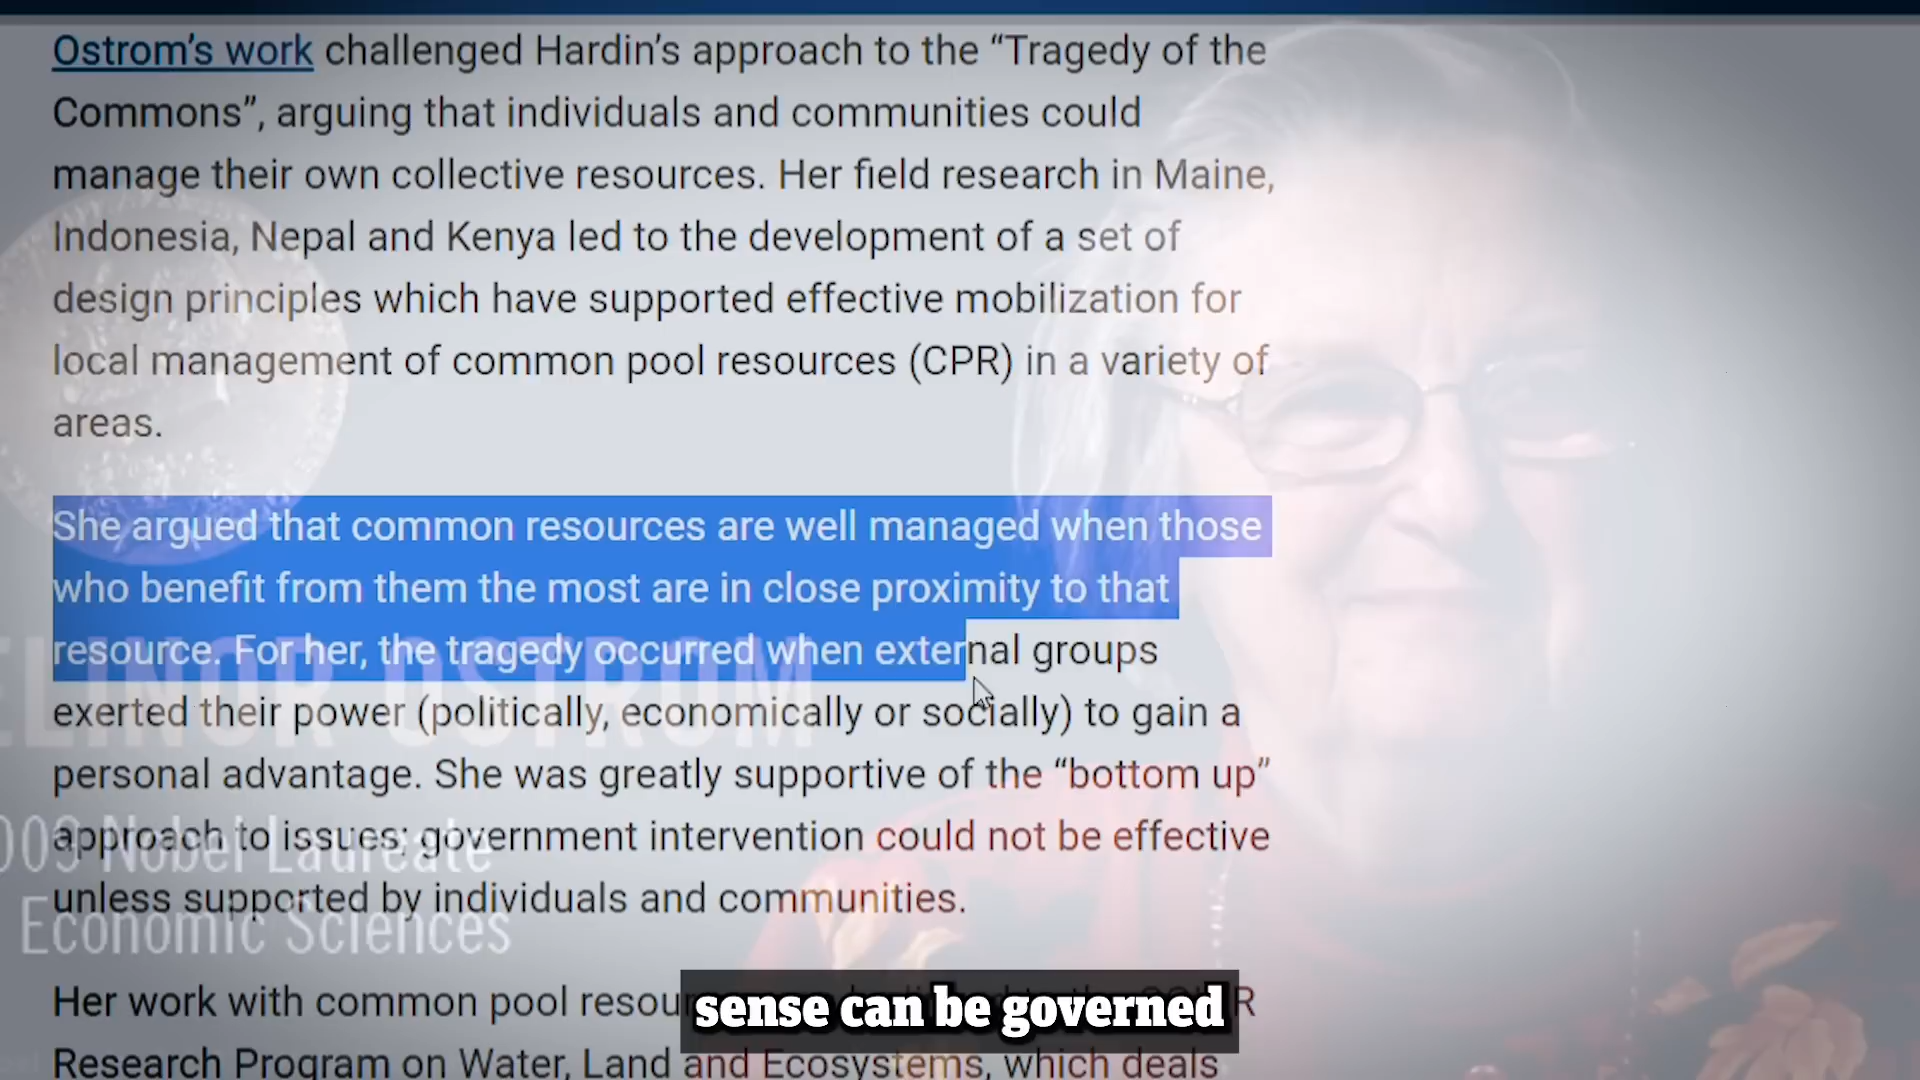 Ostrom’s work challenged Hardin’s approach to the “Tragedy of the
Commons”, arguing that individuals and communities could
manage their own collective resources. Her field research in Maine,
Indonesia, Nepal and Kenya led to the development of a set of
design principles which have supported effective mobilization for
local management of common pool resources (CPR) in a variety of
areas.
She argued that common resources are well managed when those
who benefit from them the most are in close proximity to that
resource. For her, the tragedy occurred when external groups
exerted their power (politically, economically or socially) to gain a
personal advantage. She was greatly supportive of the “bottom up”
approach to issues; government intervention could not be effective
unless supported by individuals and communities.
Her work with common pool
Research Program on Water, Land and Ecosystems, which deals
ELINOR OSTROM
009 Nobel Laureate
Economic Sciences
sense can be governed